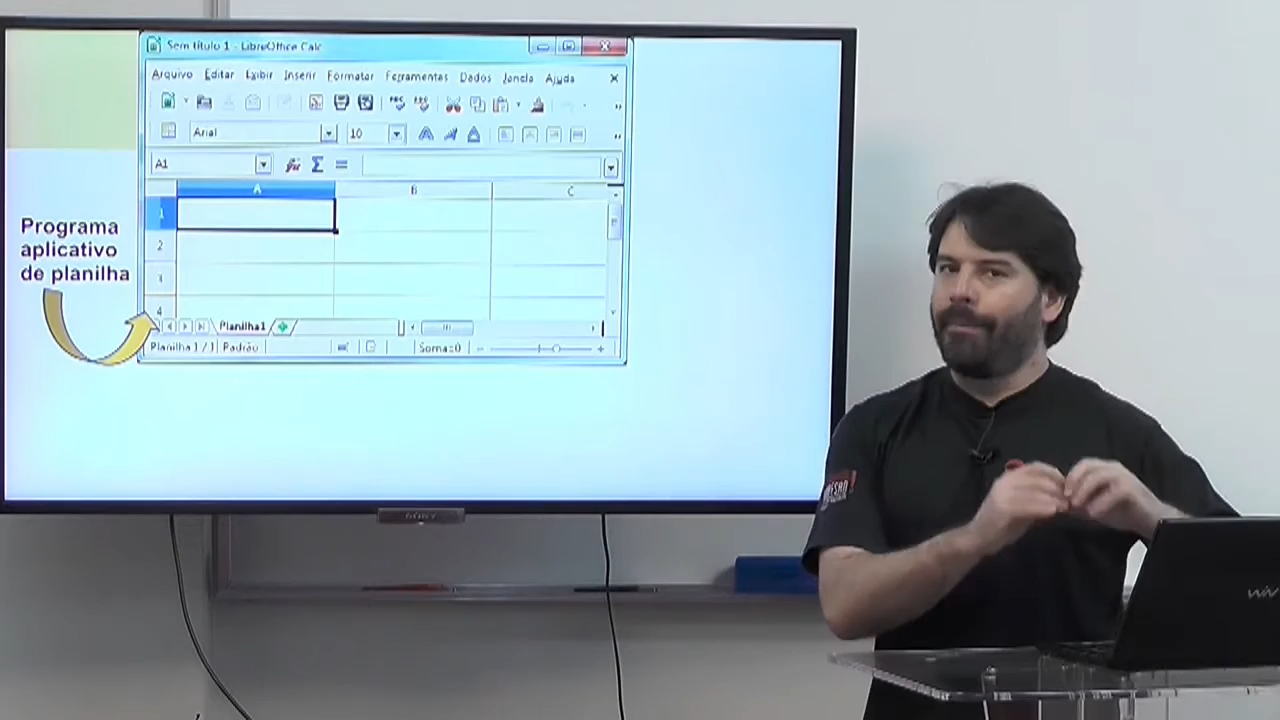 Sem título 1 - LibreOffice Calc
Arquivo Editar Exibir Inserir Formatar Ferramentas Dados Janela Ajuda
Arial 10
A1
A B C
1
2
3
4
Programa
aplicativo
de planilha
Planilha1
Planilha 1 / 1 Padrão Soma=0
SONY